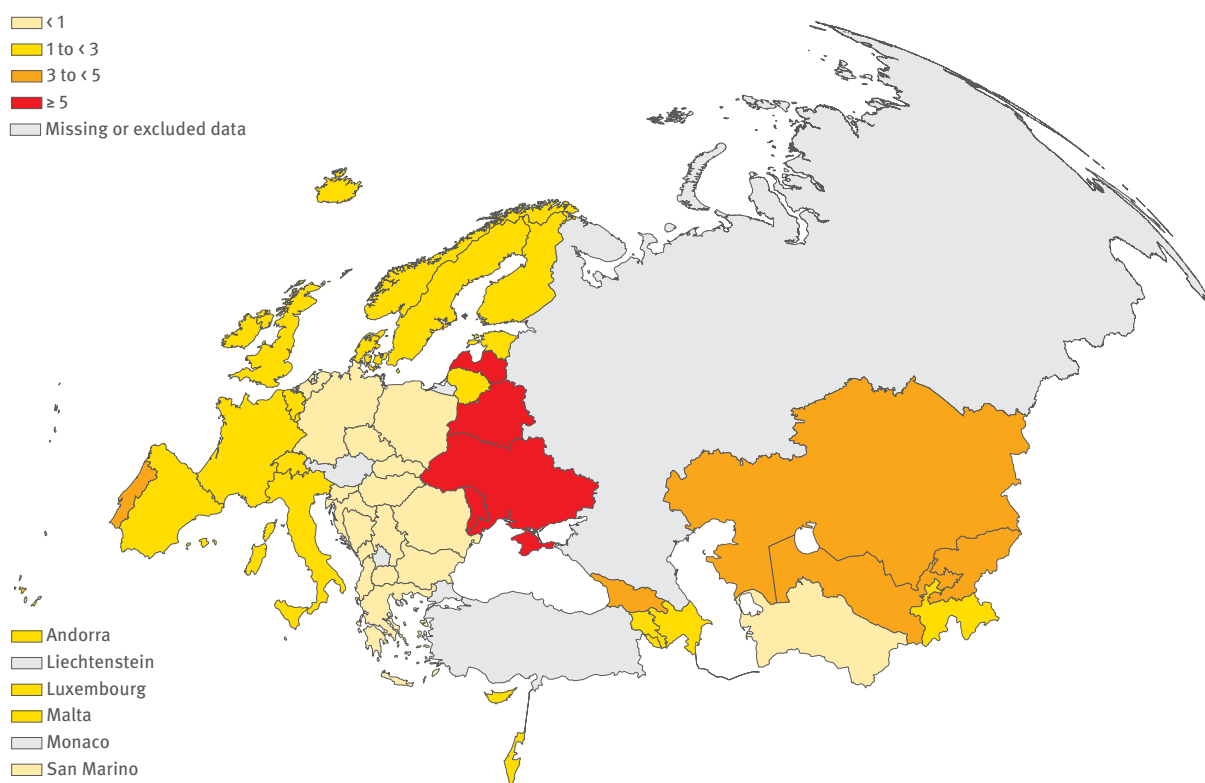 < 1
1 to < 3
3 to < 5
≥ 5
Missing or excluded data
Andorra
Liechtenstein
Luxembourg
Malta
Monaco
San Marino